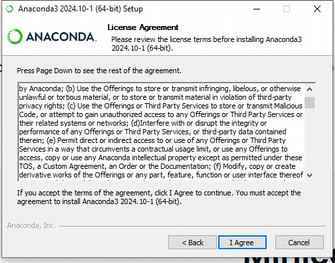 Anaconda3 2024.10-1 (64-bit) Setup
ANACONDA.
License Agreement
Please review the license terms before installing Anaconda3
2024.10-1 (64-bit).
Press Page Down to see the rest of the agreement.
by Anaconda; (b) Use the Offerings to store or transmit infringing, libelous, or otherwise
unlawful or tortious material, or to store or transmit material in violation of third-party
privacy rights; (c) Use the Offerings or Third Party Services to store or transmit Malicious
Code, or attempt to gain unauthorized access to any Offerings or Third Party Services or
their related systems or networks; (d)Interfere with or disrupt the integrity or
performance of any Offerings or Third Party Services, or third-party data contained
therein; (e) Permit direct or indirect access to or use of any Offerings or Third Party
Services in a way that circumvents a contractual usage limit, or use any Offerings to
access, copy or use any Anaconda intellectual property except as permitted under these
TOS, a Custom Agreement, an Order or the Documentation; (f) Modify, copy or create
derivative works of the Offerings or any part, feature, function or user interface thereof
If you accept the terms of the agreement, click I Agree to continue. You must accept the
agreement to install Anaconda3 2024.10-1 (64-bit).
Anaconda, Inc.
< Back
I Agree
Cancel